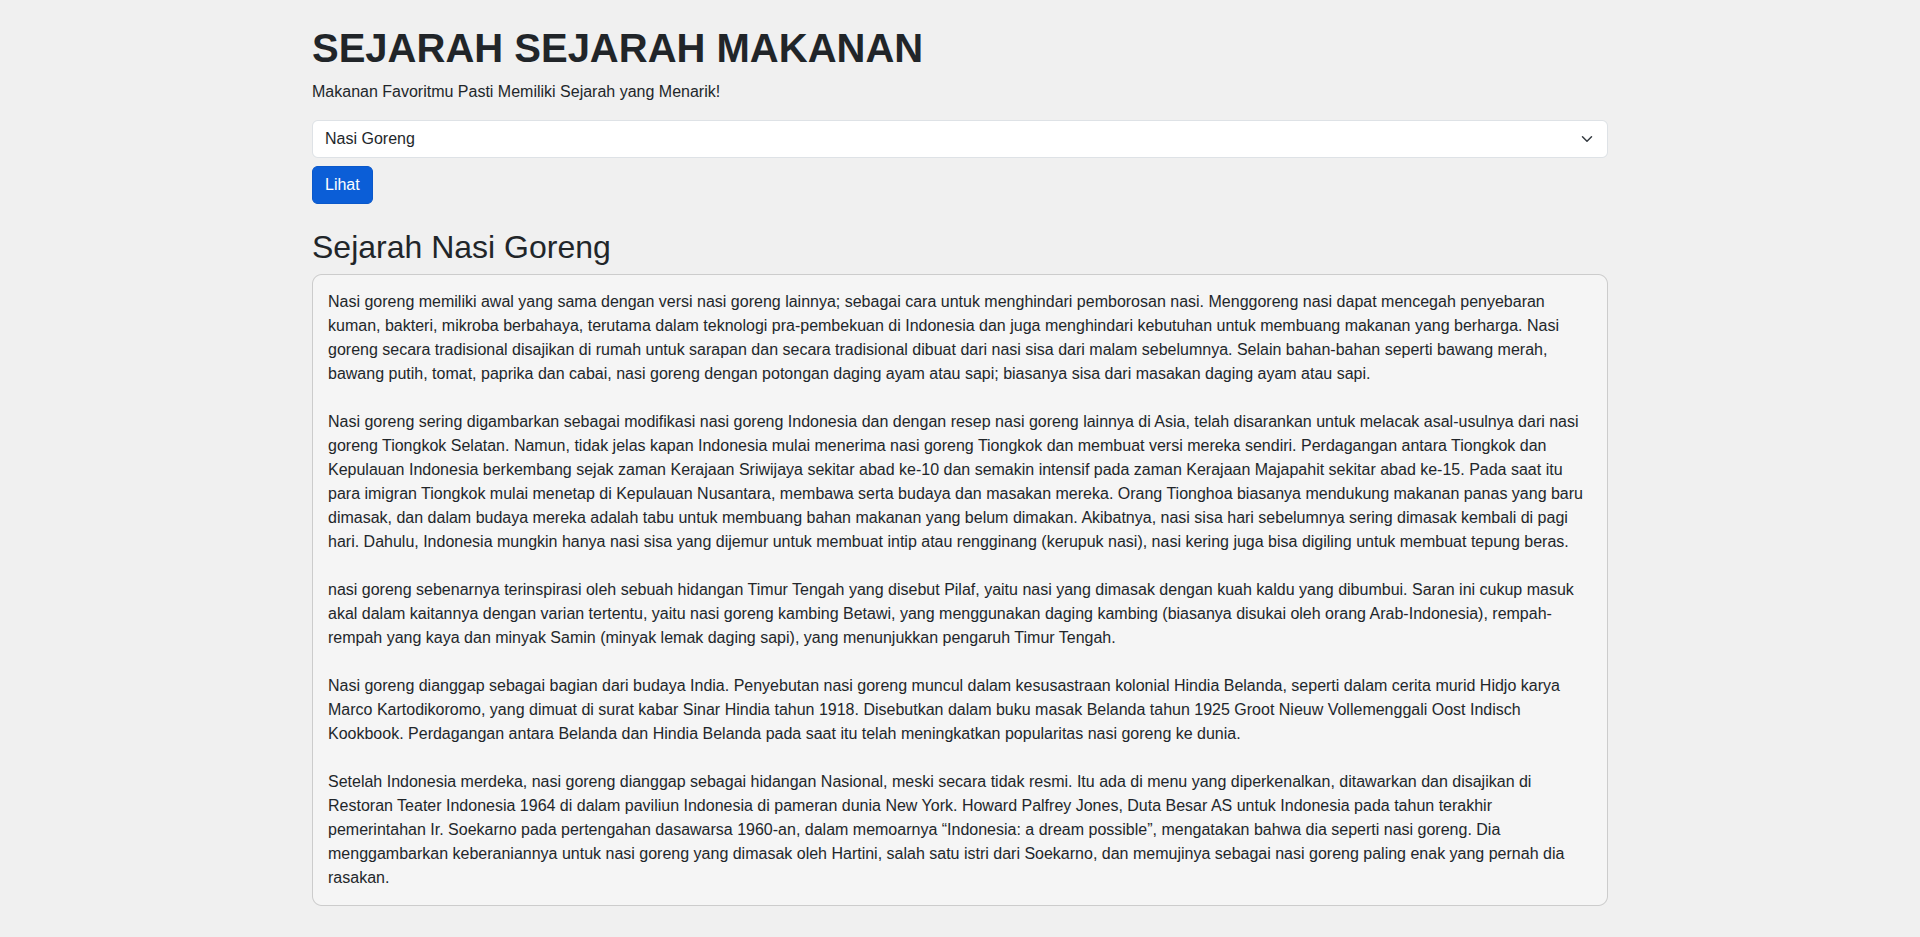 SEJARAH SEJARAH MAKANAN
Makanan Favoritmu Pasti Memiliki Sejarah yang Menarik!
Nasi Goreng
Lihat
Sejarah Nasi Goreng
Nasi goreng memiliki awal yang sama dengan versi nasi goreng lainnya; sebagai cara untuk menghindari pemborosan nasi. Menggoreng nasi dapat mencegah penyebaran
kuman, bakteri, mikroba berbahaya, terutama dalam teknologi pra-pembekuan di Indonesia dan juga menghindari kebutuhan untuk membuang makanan yang berharga. Nasi
goreng secara tradisional disajikan di rumah untuk sarapan dan secara tradisional dibuat dari nasi sisa dari malam sebelumnya. Selain bahan-bahan seperti bawang merah,
bawang putih, tomat, paprika dan cabai, nasi goreng dengan potongan daging ayam atau sapi; biasanya sisa dari masakan daging ayam atau sapi.
Nasi goreng sering digambarkan sebagai modifikasi nasi goreng Indonesia dan dengan resep nasi goreng lainnya di Asia, telah disarankan untuk melacak asal-usulnya dari nasi
goreng Tiongkok Selatan. Namun, tidak jelas kapan Indonesia mulai menerima nasi goreng Tiongkok dan membuat versi mereka sendiri. Perdagangan antara Tiongkok dan
Kepulauan Indonesia berkembang sejak zaman Kerajaan Sriwijaya sekitar abad ke-10 dan semakin intensif pada zaman Kerajaan Majapahit sekitar abad ke-15. Pada saat itu
para imigran Tiongkok mulai menetap di Kepulauan Nusantara, membawa serta budaya dan masakan mereka. Orang Tionghoa biasanya mendukung makanan panas yang baru
dimasak, dan dalam budaya mereka adalah tabu untuk membuang bahan makanan yang belum dimakan. Akibatnya, nasi sisa hari sebelumnya sering dimasak kembali di pagi
hari. Dahulu, Indonesia mungkin hanya nasi sisa yang dijemur untuk membuat intip atau rengginang (kerupuk nasi), nasi kering juga bisa digiling untuk membuat tepung beras.
nasi goreng sebenarnya terinspirasi oleh sebuah hidangan Timur Tengah yang disebut Pilaf, yaitu nasi yang dimasak dengan kuah kaldu yang dibumbui. Saran ini cukup masuk
akal dalam kaitannya dengan varian tertentu, yaitu nasi goreng kambing Betawi, yang menggunakan daging kambing (biasanya disukai oleh orang Arab-Indonesia), rempah-
rempah yang kaya dan minyak Samin (minyak lemak daging sapi), yang menunjukkan pengaruh Timur Tengah.
Nasi goreng dianggap sebagai bagian dari budaya India. Penyebutan nasi goreng muncul dalam kesusastraan kolonial Hindia Belanda, seperti dalam cerita murid Hidjo karya
Marco Kartodikoromo, yang dimuat di surat kabar Sinar Hindia tahun 1918. Disebutkan dalam buku masak Belanda tahun 1925 Groot Nieuw Vollemenggali Oost Indisch
Kookbook. Perdagangan antara Belanda dan Hindia Belanda pada saat itu telah meningkatkan popularitas nasi goreng ke dunia.
Setelah Indonesia merdeka, nasi goreng dianggap sebagai hidangan Nasional, meski secara tidak resmi. Itu ada di menu yang diperkenalkan, ditawarkan dan disajikan di
Restoran Teater Indonesia 1964 di dalam paviliun Indonesia di pameran dunia New York. Howard Palfrey Jones, Duta Besar AS untuk Indonesia pada tahun terakhir
pemerintahan Ir. Soekarno pada pertengahan dasawarsa 1960-an, dalam memoarnya “Indonesia: a dream possible”, mengatakan bahwa dia seperti nasi goreng. Dia
menggambarkan keberaniannya untuk nasi goreng yang dimasak oleh Hartini, salah satu istri dari Soekarno, dan memujinya sebagai nasi goreng paling enak yang pernah dia
rasakan.